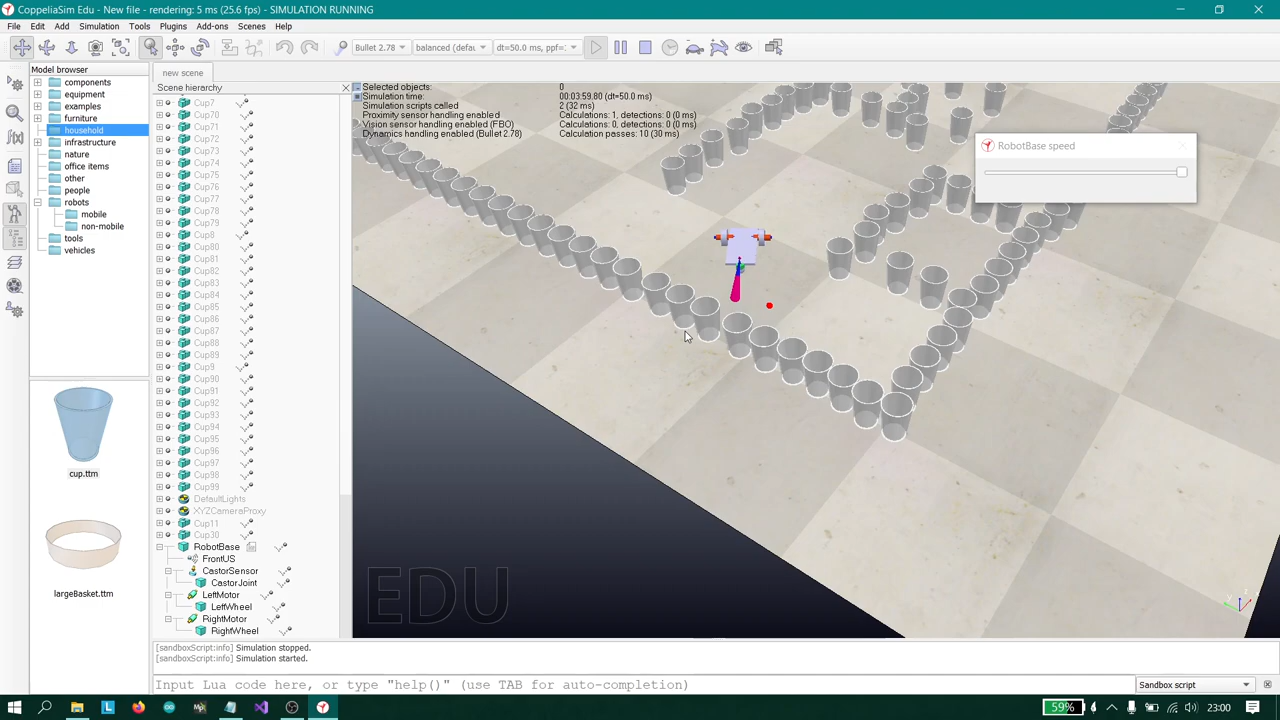 CoppeliaSim Edu - New file - rendering: 5 ms (25.6 fps) - SIMULATION RUNNING
File Edit Add Simulation Tools Plugins Add-ons Scenes Help
Bullet 2.78 balanced (defau dt=50.0 ms, ppf=
Model browser
components
equipment
examples
furniture
household
infrastructure
nature
office items
other
people
robots
mobile
non-mobile
tools
vehicles
cup.ttm
largeBasket.ttm
new scene
Scene hierarchy
Cup7
Cup70
Cup71
Cup72
Cup73
Cup74
Cup75
Cup76
Cup77
Cup78
Cup79
Cup8
Cup80
Cup81
Cup82
Cup83
Cup84
Cup85
Cup86
Cup87
Cup88
Cup89
Cup9
Cup90
Cup91
Cup92
Cup93
Cup94
Cup95
Cup96
Cup97
Cup98
Cup99
DefaultLights
XYZCameraProxy
Cup11
Cup30
RobotBase
FrontUS
CastorSensor
CastorJoint
LeftMotor
LeftWheel
RightMotor
RightWheel
Selected objects: 0
Simulation time: 00:03:59.80 (dt=50.0 ms)
Simulation scripts called 2 (32 ms)
Proximity sensor handling enabled Calculations: 1, detections: 0 (0 ms)
Vision sensor handling enabled (FBO) Calculations: 0, detections: 0 (0 ms)
Dynamics handling enabled (Bullet 2.78) Calculation passes: 10 (30 ms)
RobotBase speed
EDU
[sandboxScript:info] Simulation stopped.
[sandboxScript:info] Simulation started.
Input Lua code here, or type "help()" (use TAB for auto-completion)
Sandbox script
59%
23:00